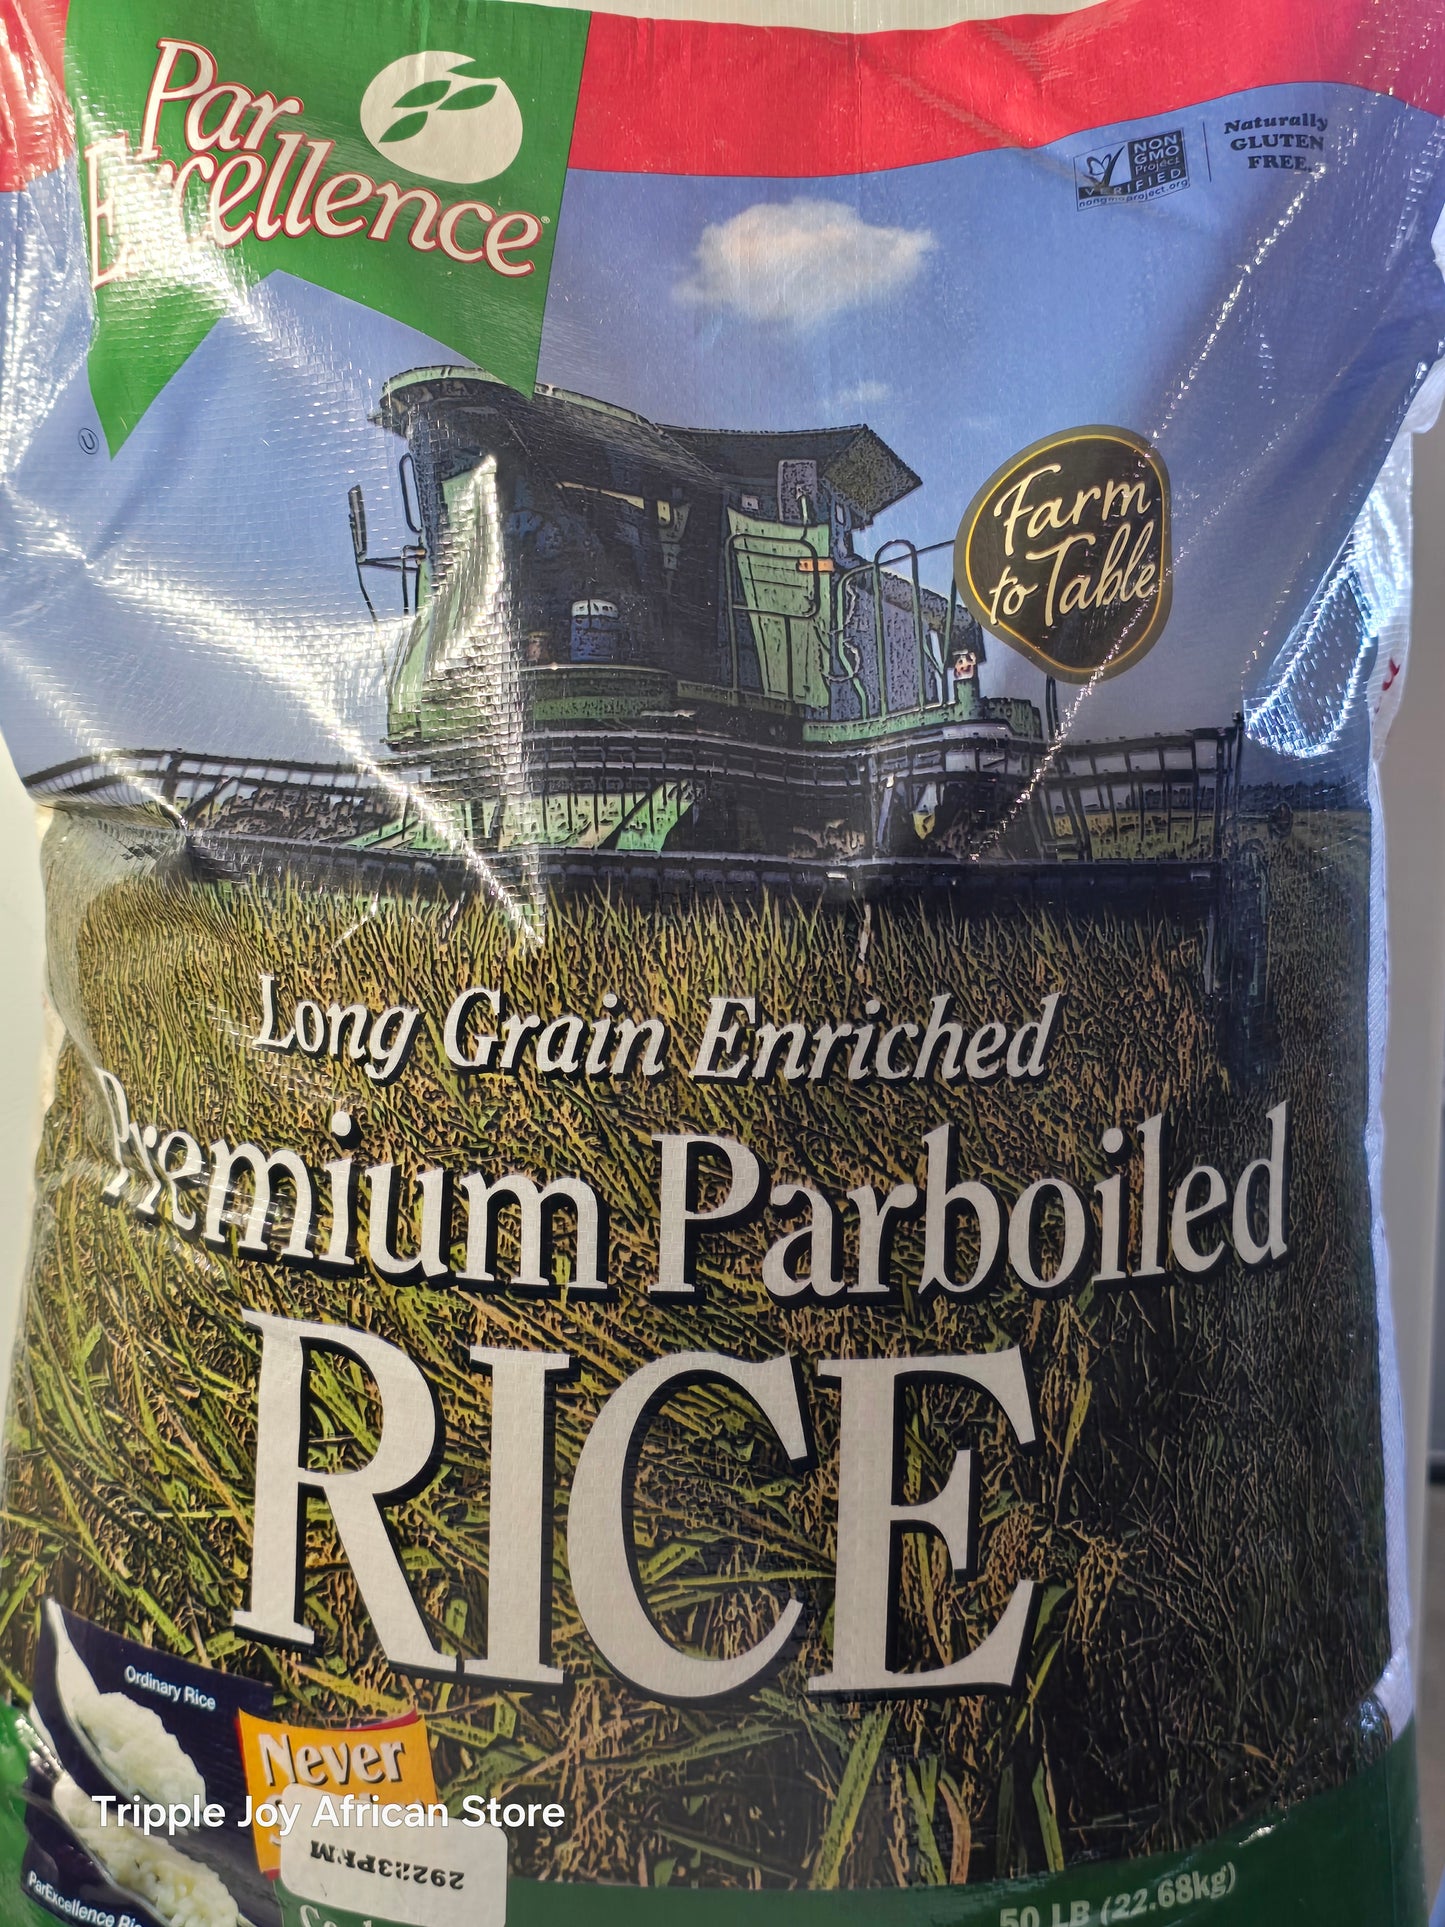 Par
Excellence®
NON
GMO
Project
VERIFIED
nongmoproject.org
Naturally
GLUTEN
FREE.
U
Farm
to Table
Long Grain Enriched
Premium Parboiled
RICE
Ordinary Rice
Never
Tripple Joy African Store
ParExcellence
50 LB (22.68kg)